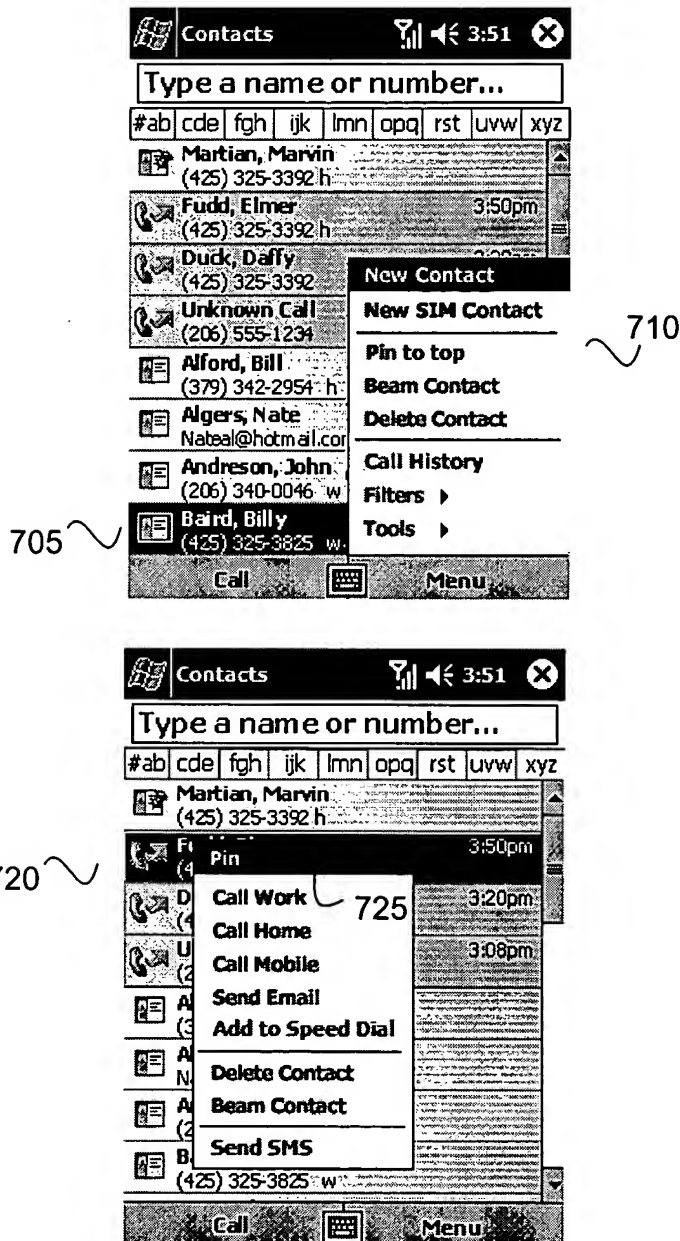 Contacts 3:51
Type a name or number...
#ab cde fgh ijk lmn opq rst uvw xyz
Martian, Marvin
(425) 325-3392 h
Fudd, Elmer 3:50pm
(425) 325-3392 h
Duck, Daffy
(425) 325-3392
Unknown Call
(206) 555-1234
Alford, Bill
(379) 342-2954 h
Algers, Nate
Nateal@hotmail.com
Andreson, John
(206) 340-0046 w
705
Baird, Billy
(425) 325-3825 w
New Contact
New SIM Contact
710
Pin to top
Beam Contact
Delete Contact
Call History
Filters
Tools
Call Menu
Contacts 3:51
Type a name or number...
#ab cde fgh ijk lmn opq rst uvw xyz
Martian, Marvin
(425) 325-3392 h
720
3:50pm
Pin
725
Call Work
D 3:20pm
Call Home
U 3:08pm
Call Mobile
Send Email
Add to Speed Dial
Delete Contact
Beam Contact
Send SMS
(425) 325-3825 w
Call Menu